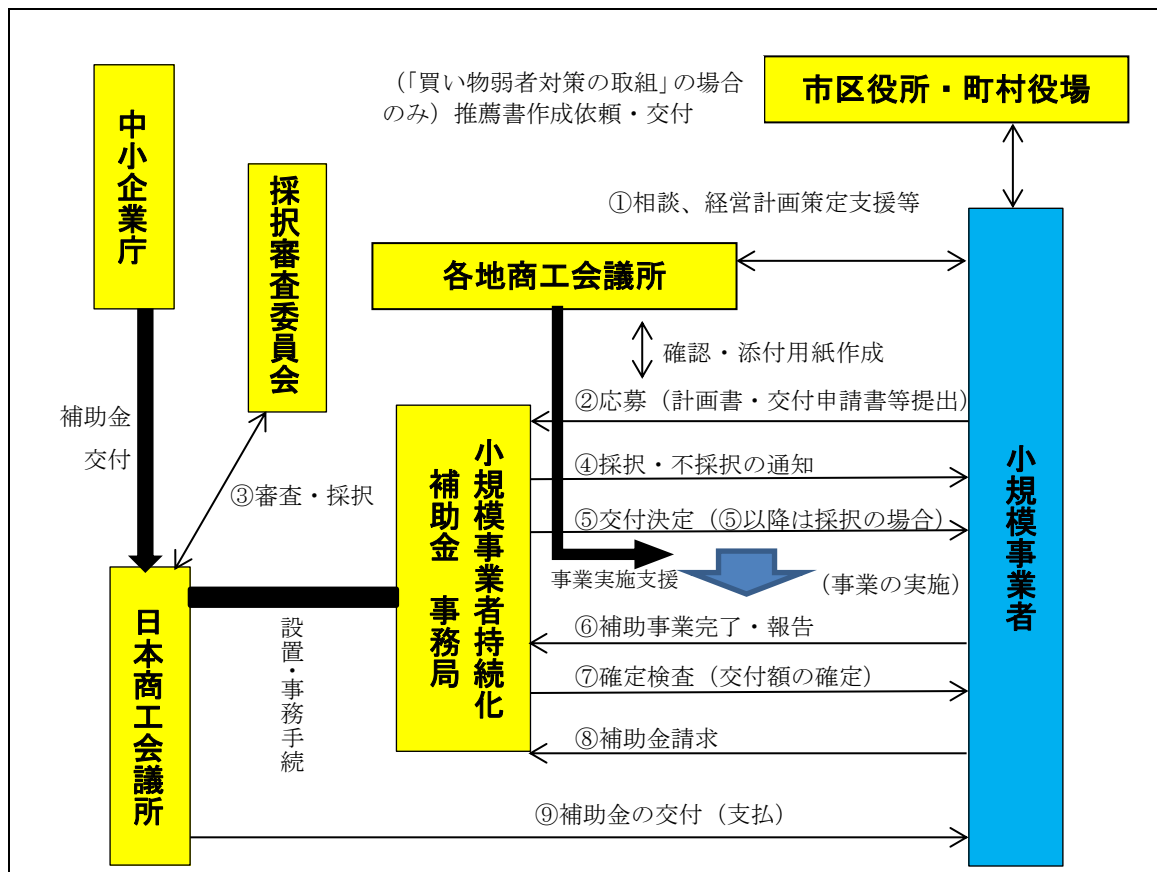 (「買い物弱者対策の取組」の場合
のみ）推薦書作成依頼・交付
市区役所・町村役場
中小企業庁
採択審査委員会
①相談、経営計画策定支援等
各地商工会議所
確認・添付用紙作成
②応募（計画書・交付申請書等提出）
補助金
交付
③審査・採択
小規模事業者持続化
補助金　事務局
④採択・不採択の通知
⑤交付決定（⑤以降は採択の場合）
事業実施支援
（事業の実施）
小規模事業者
日本商工会議所
設置・事務手続
⑥補助事業完了・報告
⑦確定検査（交付額の確定）
⑧補助金請求
⑨補助金の交付（支払）